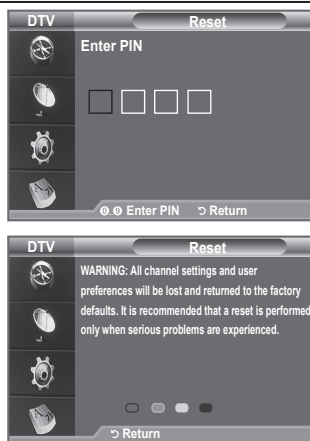 DTV Reset
Enter PIN
0..9 Enter PIN Return
DTV Reset
WARNING: All channel settings and user
preferences will be lost and returned to the factory
defaults. It is recommended that a reset is performed
only when serious problems are experienced.
Return